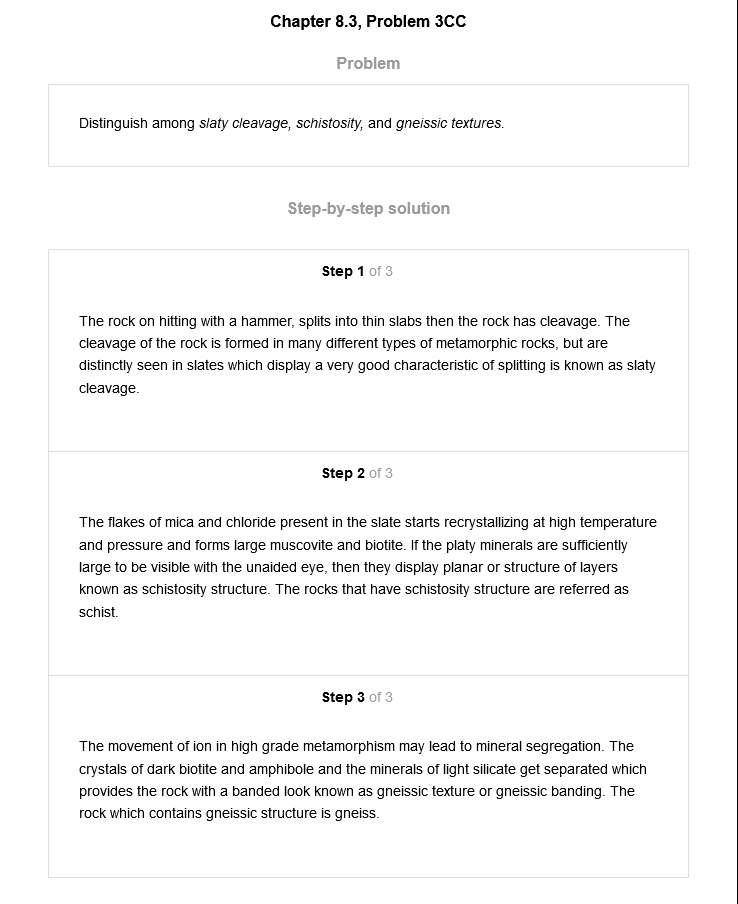 Chapter 8.3, Problem 3CC
Problem
Distinguish among slaty cleavage, schistosity, and gneissic textures.
Step-by-step solution
Step 1 of 3
The rock on hitting with a hammer, splits into thin slabs then the rock has cleavage. The
cleavage of the rock is formed in many different types of metamorphic rocks, but are
distinctly seen in slates which display a very good characteristic of splitting is known as slaty
cleavage.
Step 2 of 3
The flakes of mica and chloride present in the slate starts recrystallizing at high temperature
and pressure and forms large muscovite and biotite. If the platy minerals are sufficiently
large to be visible with the unaided eye, then they display planar or structure of layers
known as schistosity structure. The rocks that have schistosity structure are referred as
schist.
Step 3 of 3
The movement of ion in high grade metamorphism may lead to mineral segregation. The
crystals of dark biotite and amphibole and the minerals of light silicate get separated which
provides the rock with a banded look known as gneissic texture or gneissic banding. The
rock which contains gneissic structure is gneiss.